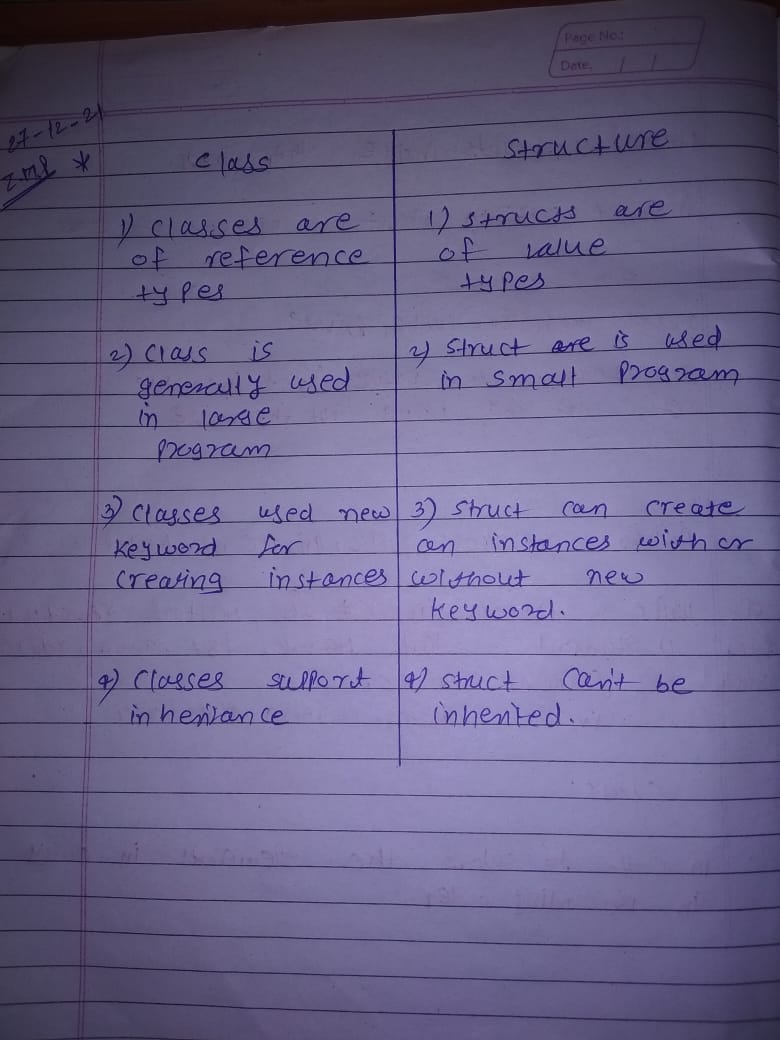 Page No.:
Date. / /
27-12-21
Imp *
Class
Structure
1) Classes are
of reference
types
1) structs are
of value
types
2) Class is
generally used
in large
program
2) Struct are is used
in small program
3) Classes used new
keyword for
creating instances
3) Struct can create
can instances with or
without new
keyword.
4) Classes support
inheritance
4) struct Can't be
inherited.